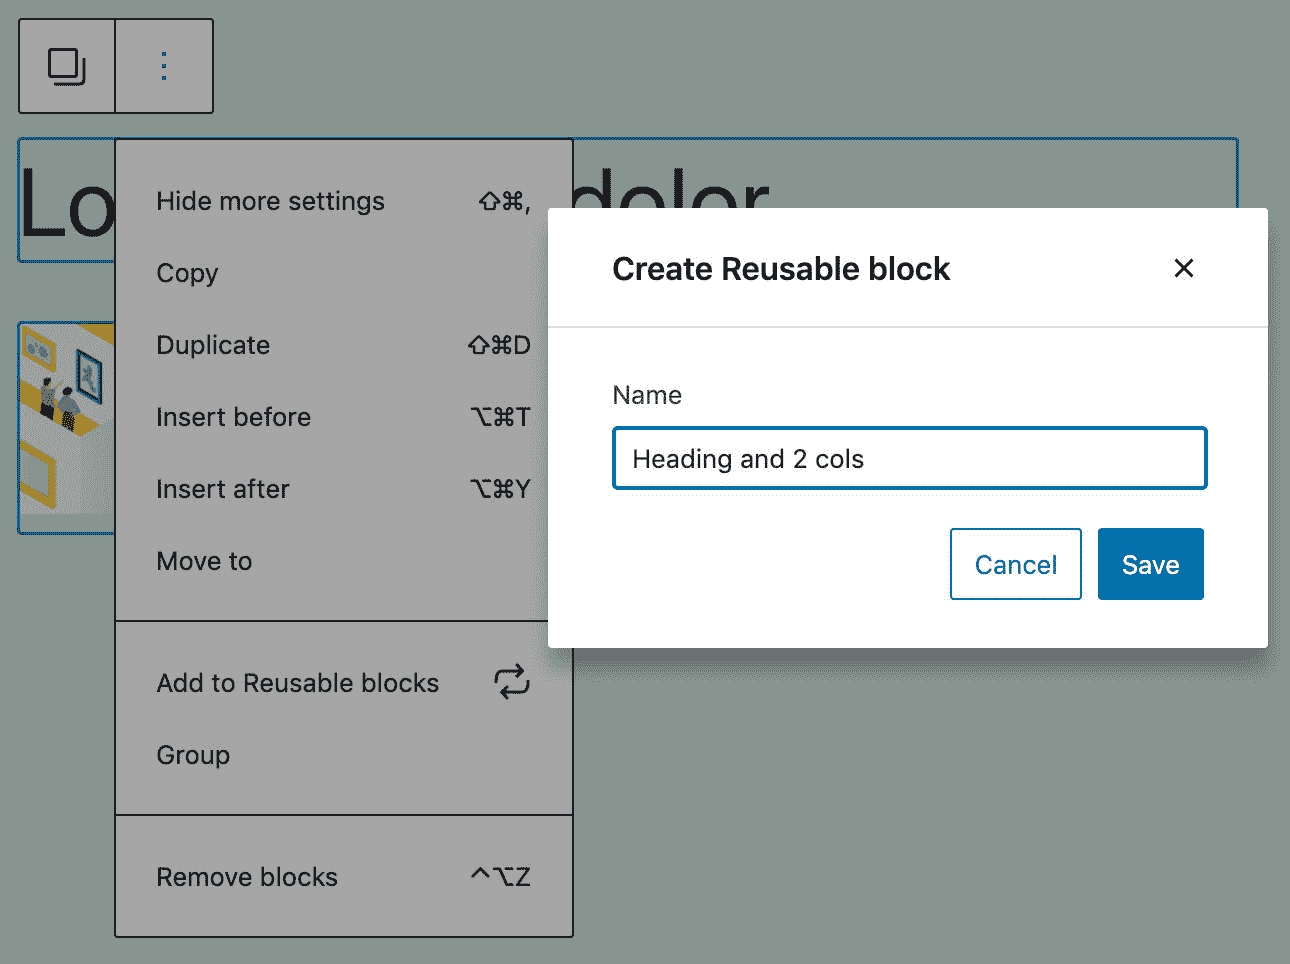 Lo dolor
Hide more settings ⇧⌘,
Copy
Duplicate ⇧⌘D
Insert before ⌥⌘T
Insert after ⌥⌘Y
Move to
Add to Reusable blocks
Group
Remove blocks ^⌥Z
Create Reusable block
Name
Heading and 2 cols
Cancel Save